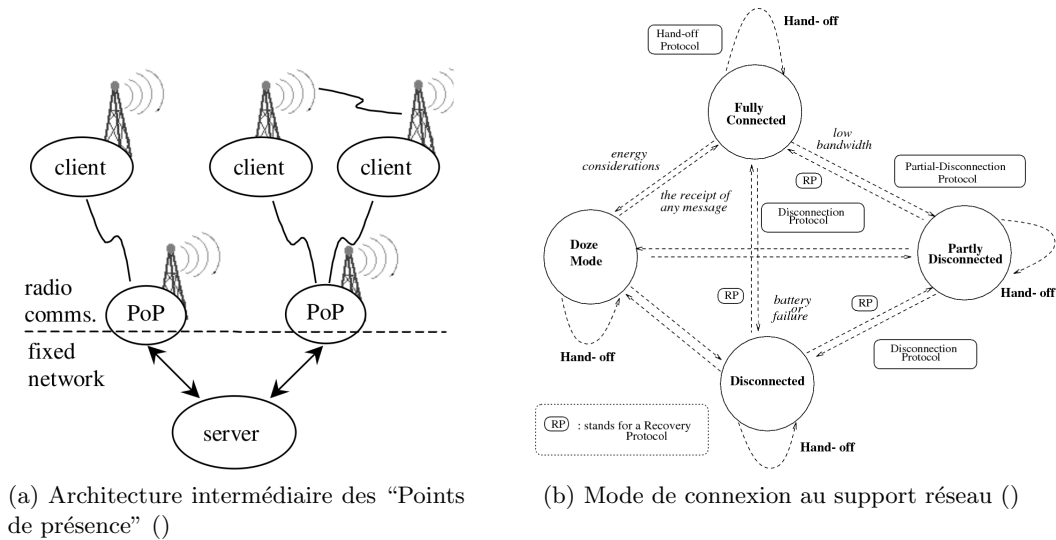 client
client
client
PoP
PoP
radio
comms.
fixed
network
server
(a) Architecture intermédiaire des “Points
de présence” ()
Hand- off
Hand-off
Protocol
Fully
Connected
low
bandwidth
energy
considerations
RP
Partial-Disconnection
Protocol
the receipt of
any message
Disconnection
Protocol
Doze
Mode
Partly
Disconnected
Hand- off
RP
battery
or
failure
RP
Hand- off
Disconnection
Protocol
Disconnected
RP : stands for a Recovery
Protocol
Hand- off
(b) Mode de connexion au support réseau ()